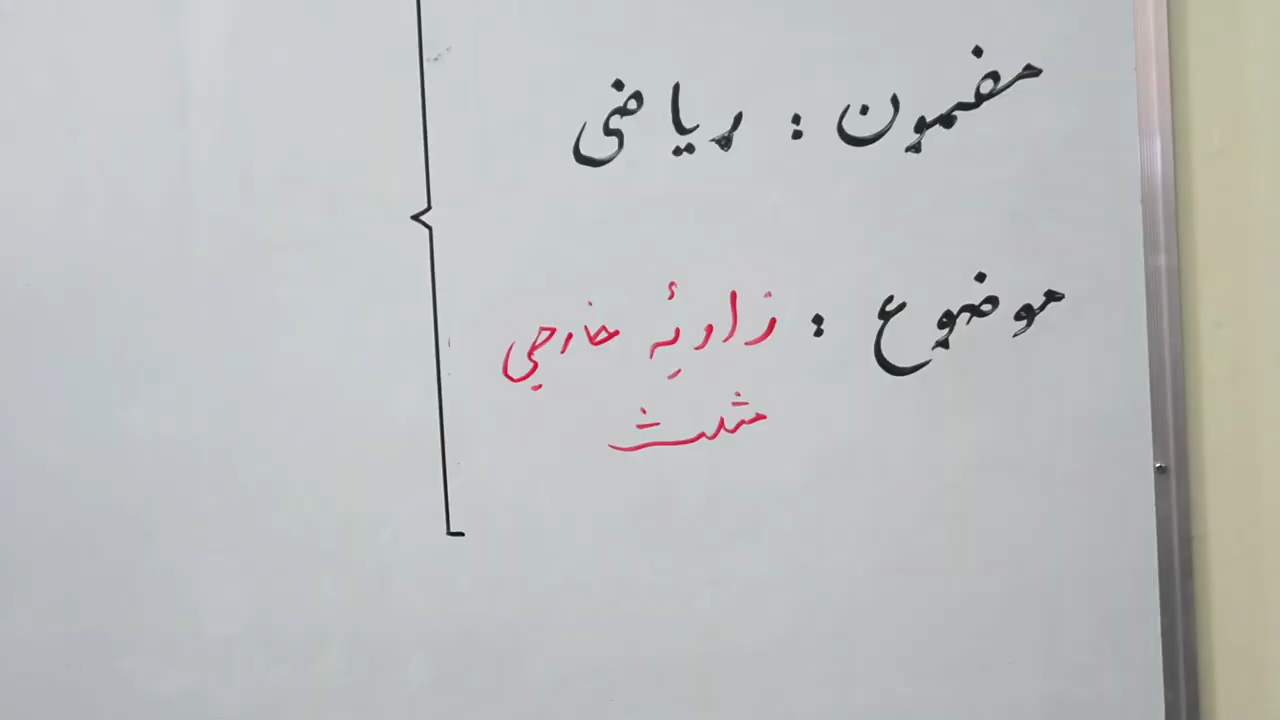 مضمون : ریاضی
موضوع : زاویهٔ خارجی
مثلث